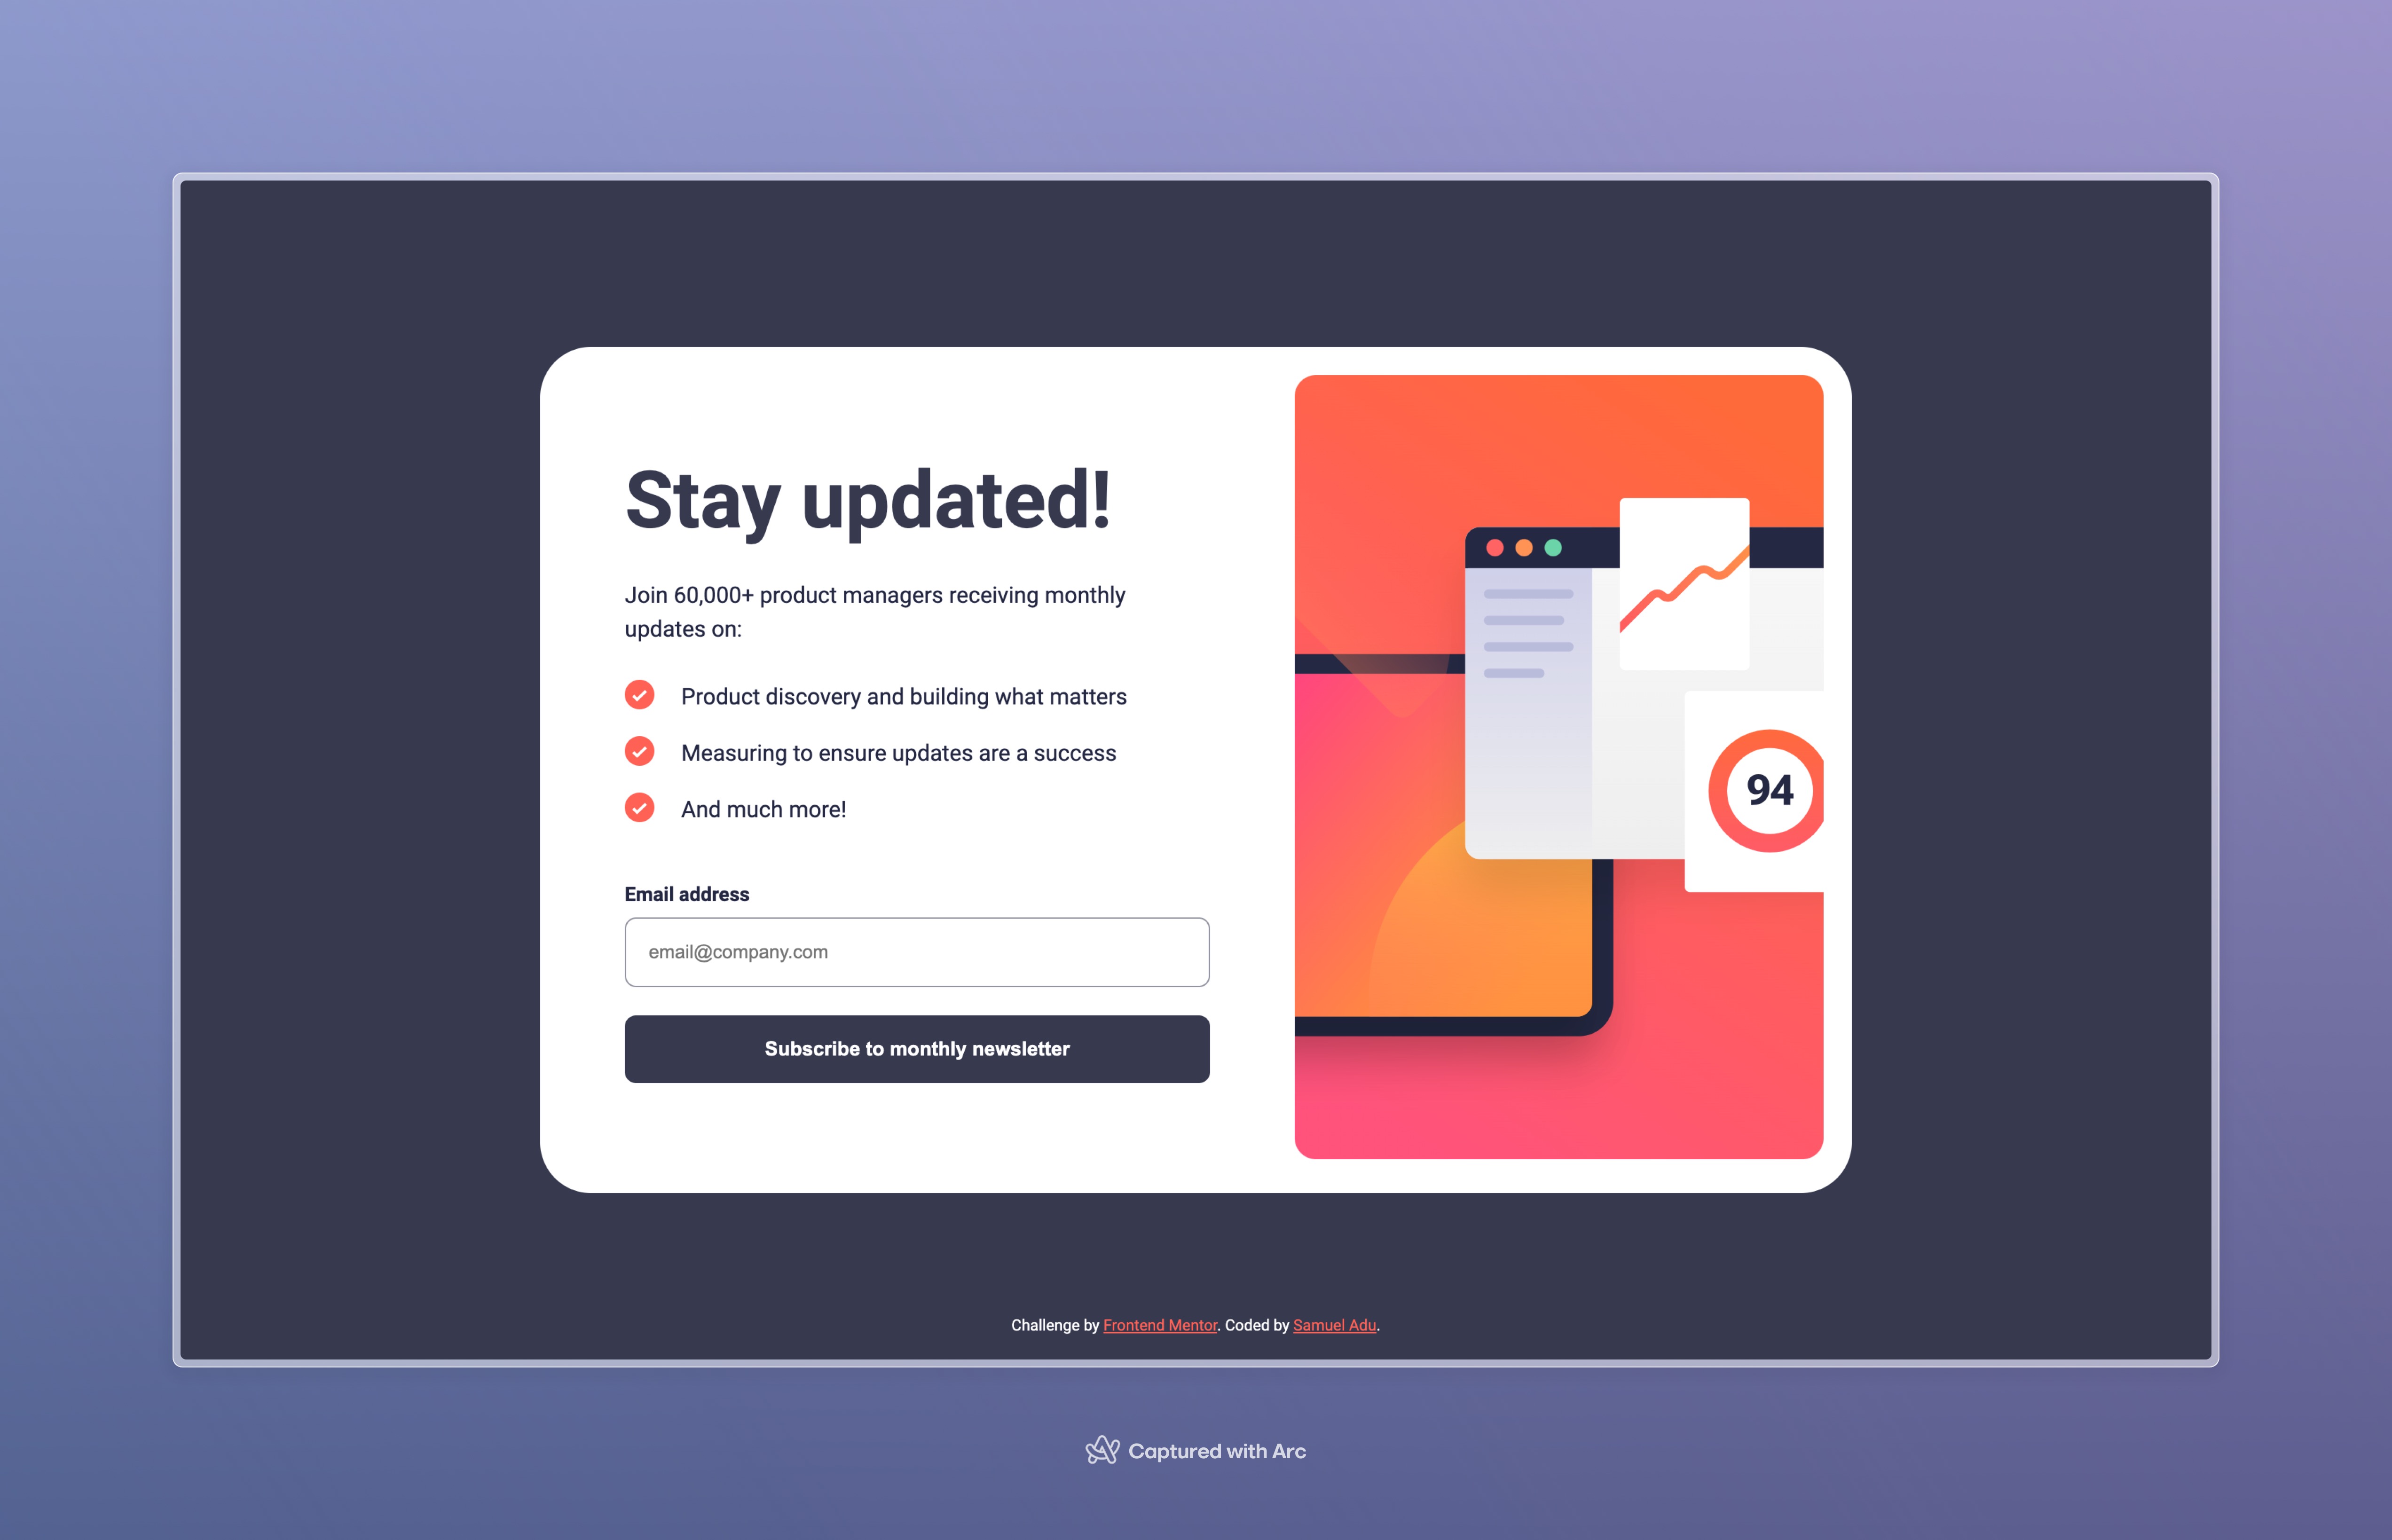 Stay updated!
Join 60,000+ product managers receiving monthly
updates on:
Product discovery and building what matters
Measuring to ensure updates are a success
And much more!
Email address
email@company.com
Subscribe to monthly newsletter
94
Challenge by Frontend Mentor. Coded by Samuel Adu.
Captured with Arc